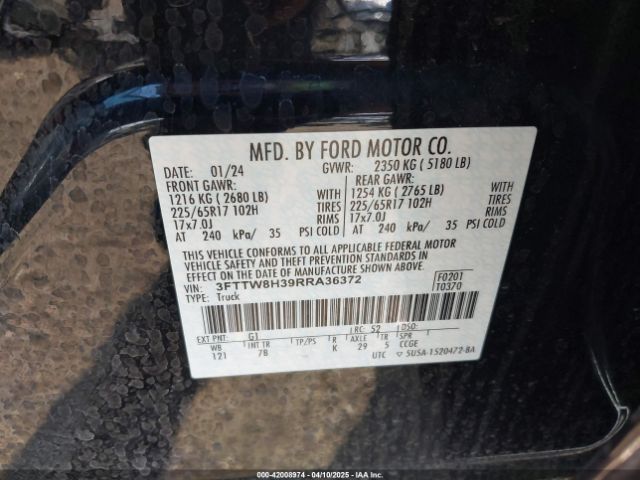 MFD. BY FORD MOTOR CO.
DATE: 01/24 GVWR: 2350 KG ( 5180 LB)
FRONT GAWR: REAR GAWR:
1216 KG ( 2680 LB) WITH 1254 KG ( 2765 LB) WITH
225/65R17 102H TIRES 225/65R17 102H TIRES
17x7.0J RIMS 17x7.0J RIMS
AT 240 kPa/ 35 PSI COLD AT 240 kPa/ 35 PSI COLD
THIS VEHICLE CONFORMS TO ALL APPLICABLE FEDERAL MOTOR
VEHICLE SAFETY AND THEFT PREVENTION STANDARDS IN
EFFECT ON THE DATE OF MANUFACTURE SHOWN ABOVE.
VIN: 3FTTW8H39RRA36372 F0201
TYPE: Truck T0370
EXT PNT: G1 RC: 52 DSO:
WB INT TR TP/PS R AXLE TR SPR
121 7B K 29 5 CCGE
UTC 5U5A-1520472-BA
000-42008974 | 04/10/2025 | IAAI.COM